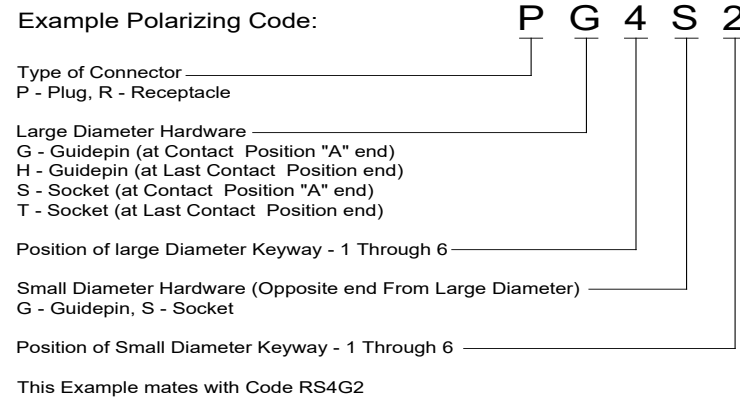 Example Polarizing Code: P G 4 S 2
Type of Connector
P - Plug, R - Receptacle
Large Diameter Hardware
G - Guidepin (at Contact Position "A" end)
H - Guidepin (at Last Contact Position end)
S - Socket (at Contact Position "A" end)
T - Socket (at Last Contact Position end)
Position of large Diameter Keyway - 1 Through 6
Small Diameter Hardware (Opposite end From Large Diameter)
G - Guidepin, S - Socket
Position of Small Diameter Keyway - 1 Through 6
This Example mates with Code RS4G2